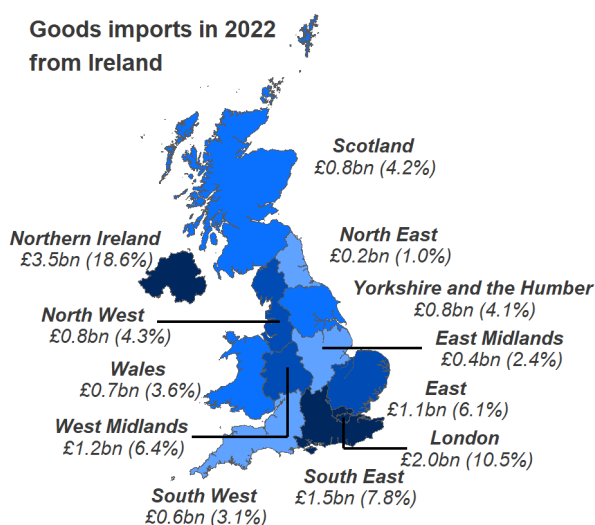 Goods imports in 2022
from Ireland
Scotland
£0.8bn (4.2%)
Northern Ireland
£3.5bn (18.6%)
North East
£0.2bn (1.0%)
Yorkshire and the Humber
£0.8bn (4.1%)
North West
£0.8bn (4.3%)
East Midlands
£0.4bn (2.4%)
Wales
£0.7bn (3.6%)
East
£1.1bn (6.1%)
West Midlands
£1.2bn (6.4%)
London
£2.0bn (10.5%)
South East
£1.5bn (7.8%)
South West
£0.6bn (3.1%)